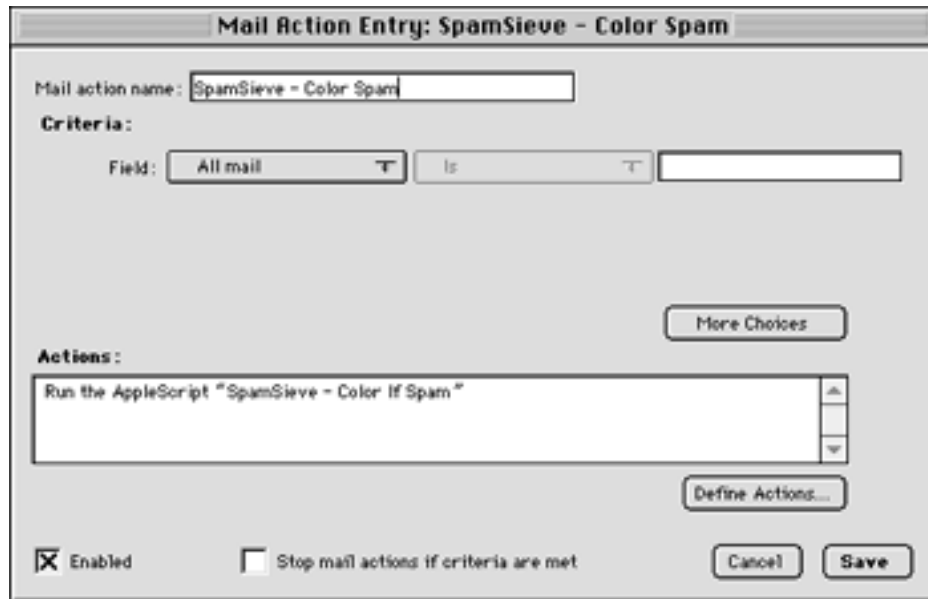 Mail Action Entry: SpamSieve - Color Spam
Mail action name: SpamSieve - Color Spam
Criteria:
Field: All mail Is
More Choices
Actions:
Run the AppleScript "SpamSieve - Color If Spam"
Define Actions...
Enabled Stop mail actions if criteria are met Cancel Save